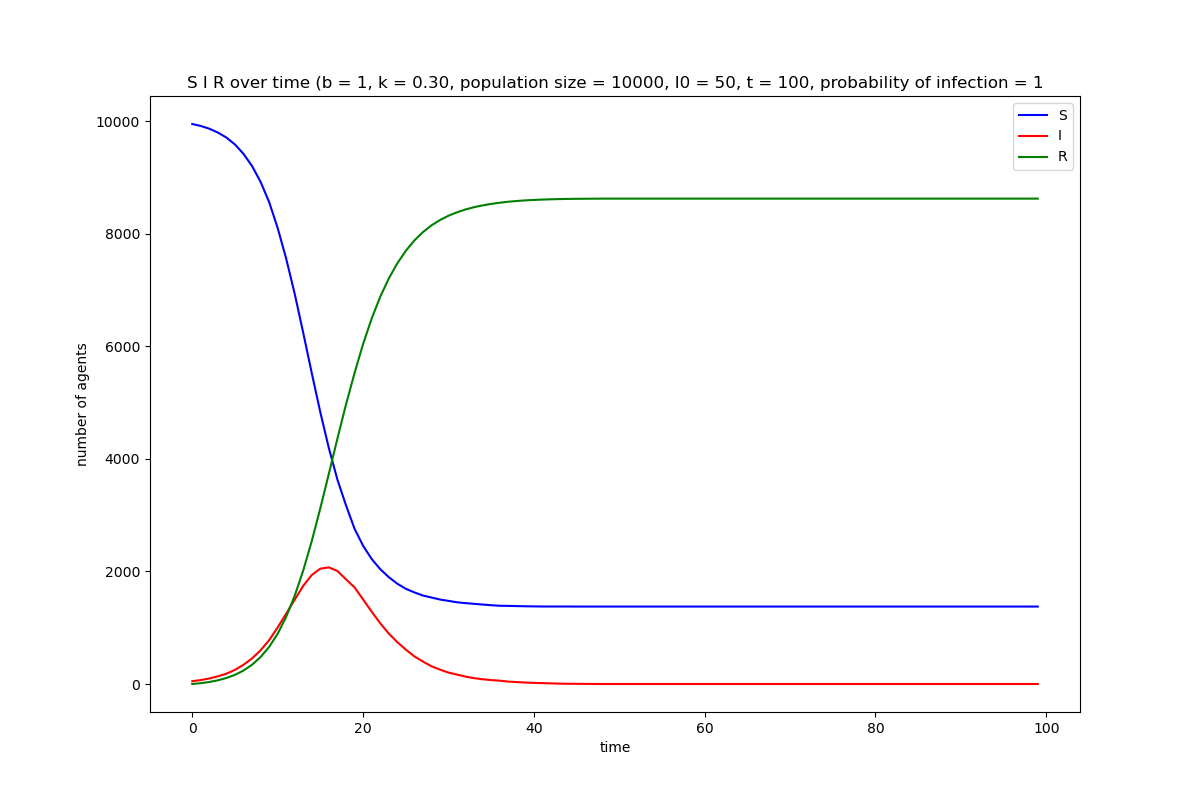 S I R over time (b = 1, k = 0.30, population size = 10000, I0 = 50, t = 100, probability of infection = 1
S
I
R
number of agents
10000
8000
6000
4000
2000
0
0 20 40 60 80 100
time